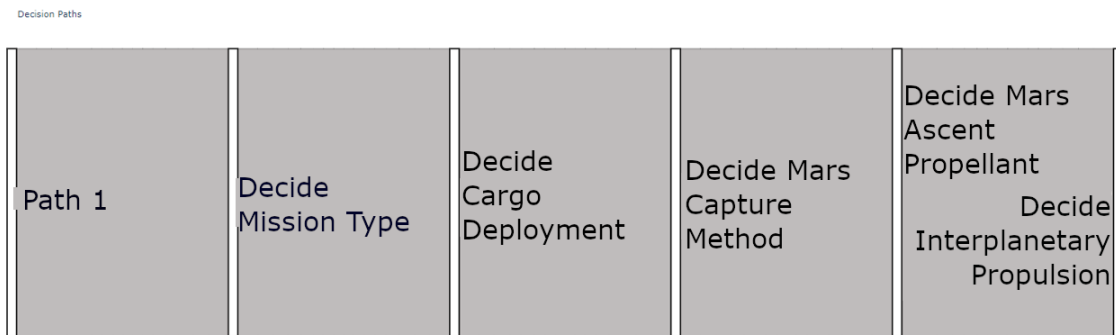 Decision Paths
Path 1
Decide
Mission Type
Decide
Cargo
Deployment
Decide Mars
Capture
Method
Decide Mars
Ascent
Propellant
Decide
Interplanetary
Propulsion